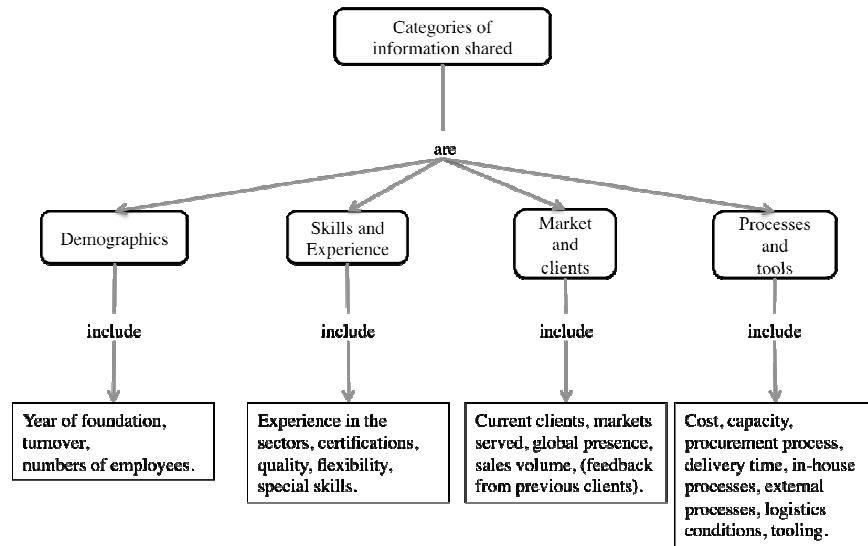 Categories of
information shared
are
Demographics
Skills and
Experience
Market
and
clients
Processes
and
tools
include
include
include
include
Year of foundation,
turnover,
numbers of employees.
Experience in the
sectors, certifications,
quality, flexibility,
special skills.
Current clients, markets
served, global presence,
sales volume, (feedback
from previous clients).
Cost, capacity,
procurement process,
delivery time, in-house
processes, external
processes, logistics
conditions, tooling.